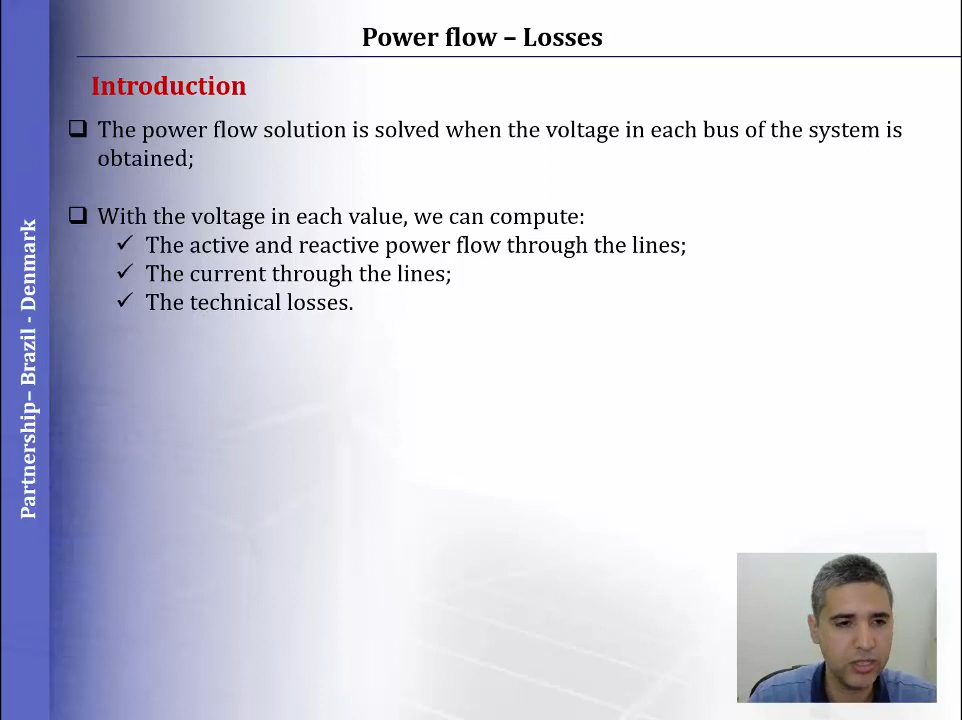 Power flow – Losses
Introduction
❑ The power flow solution is solved when the voltage in each bus of the system is
obtained;
❑ With the voltage in each value, we can compute:
✓ The active and reactive power flow through the lines;
✓ The current through the lines;
✓ The technical losses.
Partnership– Brazil - Denmark